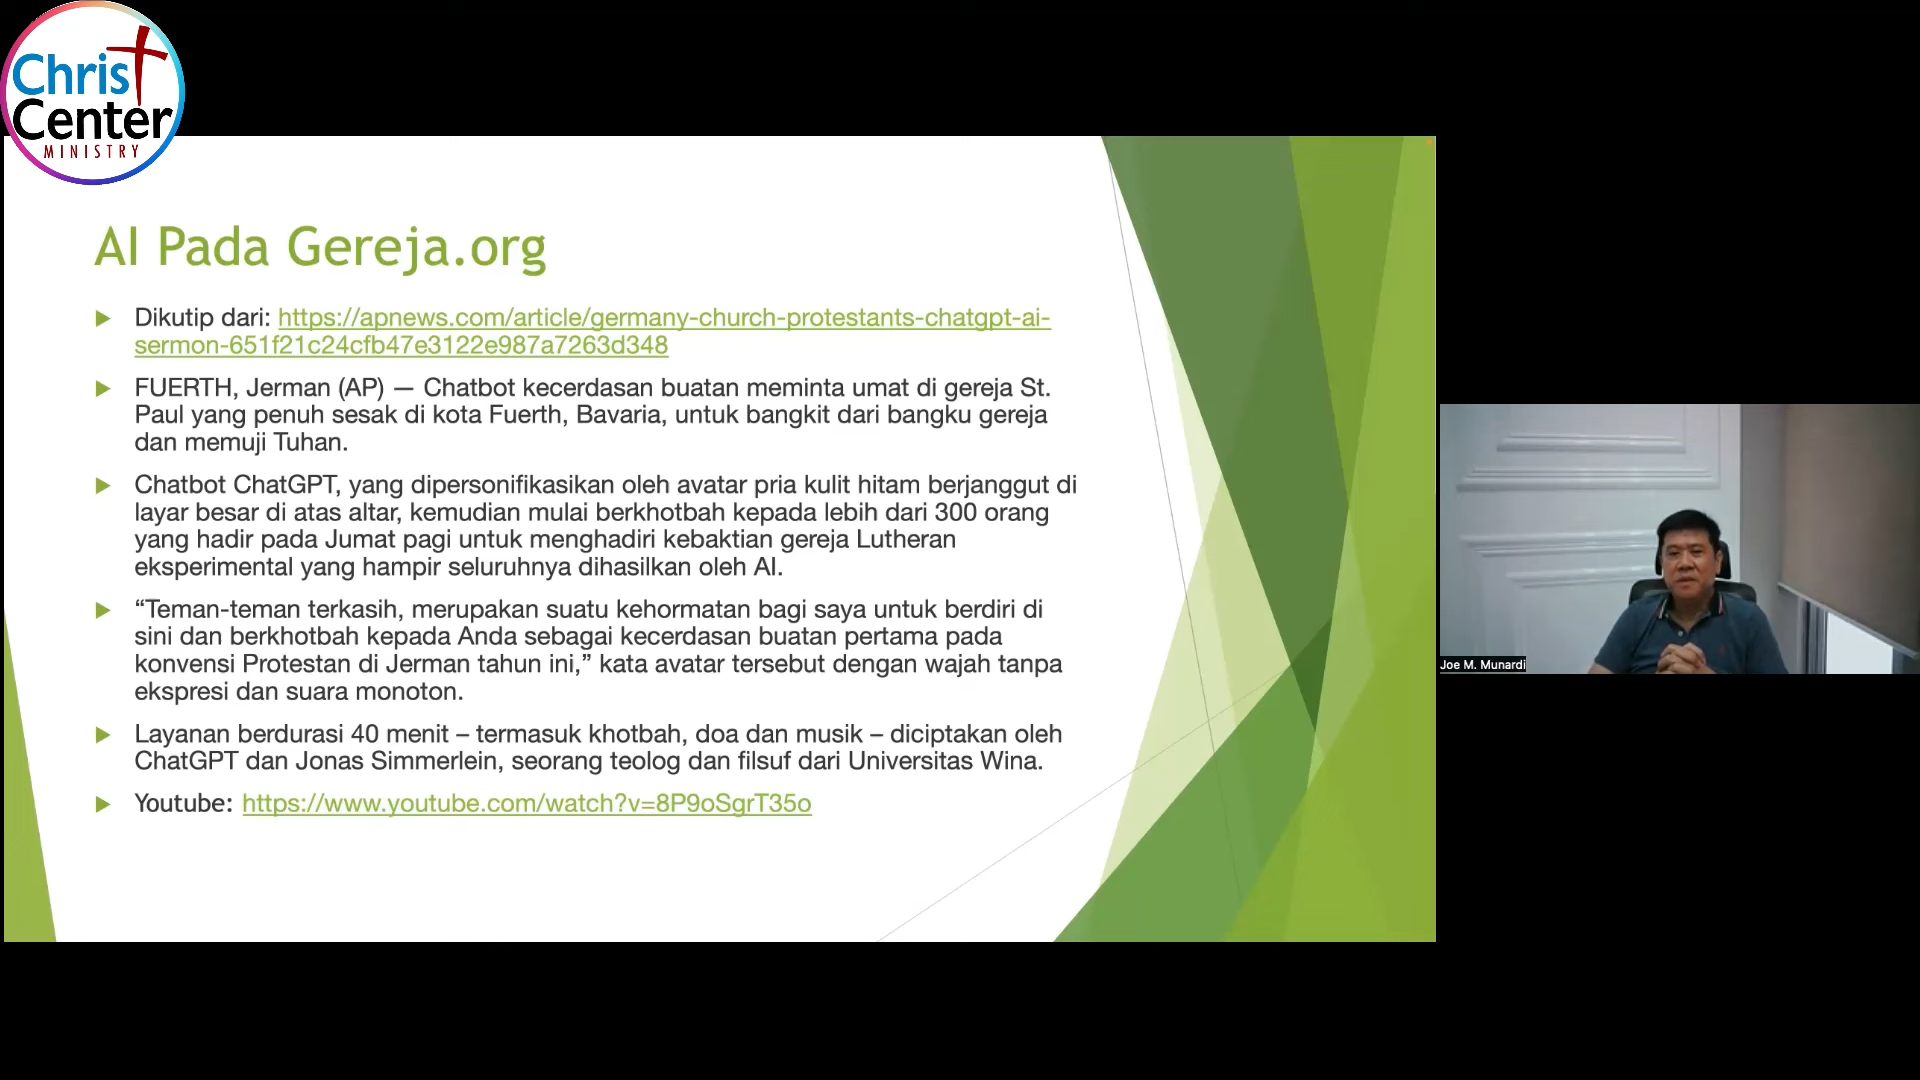 Christ
Center
MINISTRY
AI Pada Gereja.org
Dikutip dari: https://apnews.com/article/germany-church-protestants-chatgpt-ai-
sermon-651f21c24cfb47e3122e987a7263d348
FUERTH, Jerman (AP) — Chatbot kecerdasan buatan meminta umat di gereja St.
Paul yang penuh sesak di kota Fuerth, Bavaria, untuk bangkit dari bangku gereja
dan memuji Tuhan.
Chatbot ChatGPT, yang dipersonifikasikan oleh avatar pria kulit hitam berjanggut di
layar besar di atas altar, kemudian mulai berkhotbah kepada lebih dari 300 orang
yang hadir pada Jumat pagi untuk menghadiri kebaktian gereja Lutheran
eksperimental yang hampir seluruhnya dihasilkan oleh AI.
“Teman-teman terkasih, merupakan suatu kehormatan bagi saya untuk berdiri di
sini dan berkhotbah kepada Anda sebagai kecerdasan buatan pertama pada
konvensi Protestan di Jerman tahun ini,” kata avatar tersebut dengan wajah tanpa
ekspresi dan suara monoton.
Layanan berdurasi 40 menit – termasuk khotbah, doa dan musik – diciptakan oleh
ChatGPT dan Jonas Simmerlein, seorang teolog dan filsuf dari Universitas Wina.
Youtube: https://www.youtube.com/watch?v=8P9oSgrT35o
Joe M. Munardi